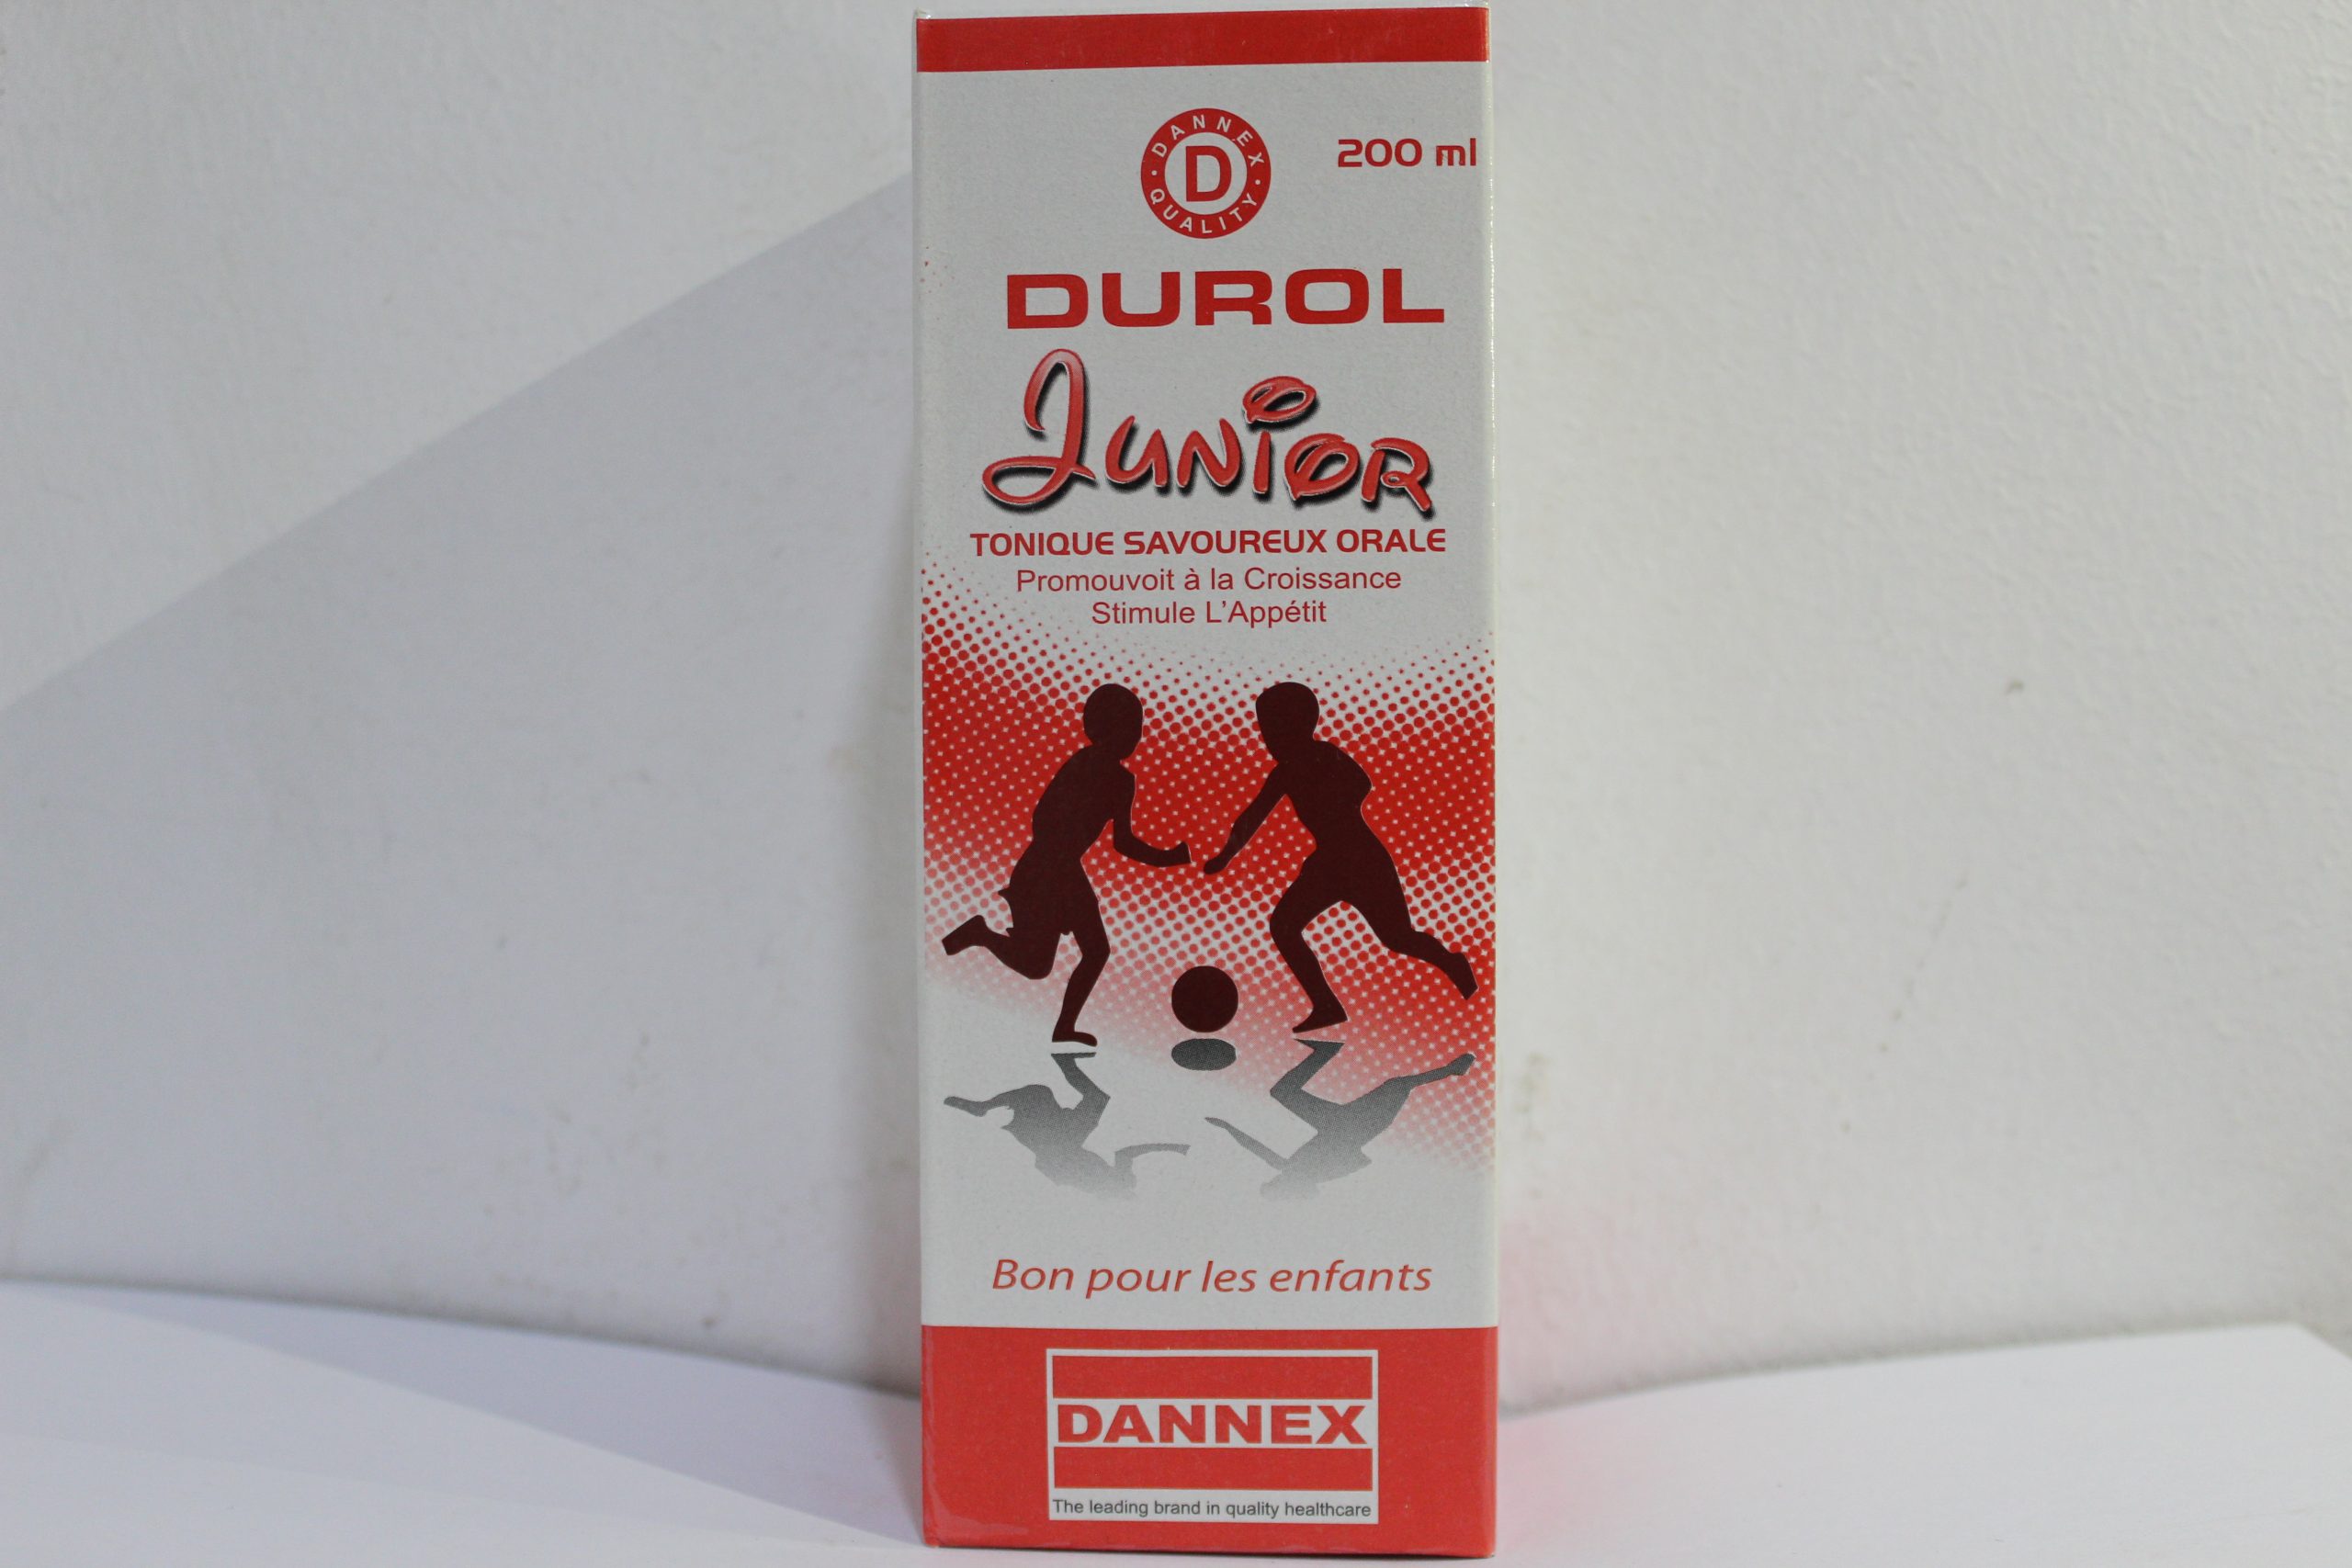 DANNEX
D
QUALITY
200 ml
DUROL
Junior
TONIQUE SAVOUREUX ORALE
Promouvoit à la Croissance
Stimule L'Appétit
Bon pour les enfants
DANNEX
The leading brand in quality healthcare